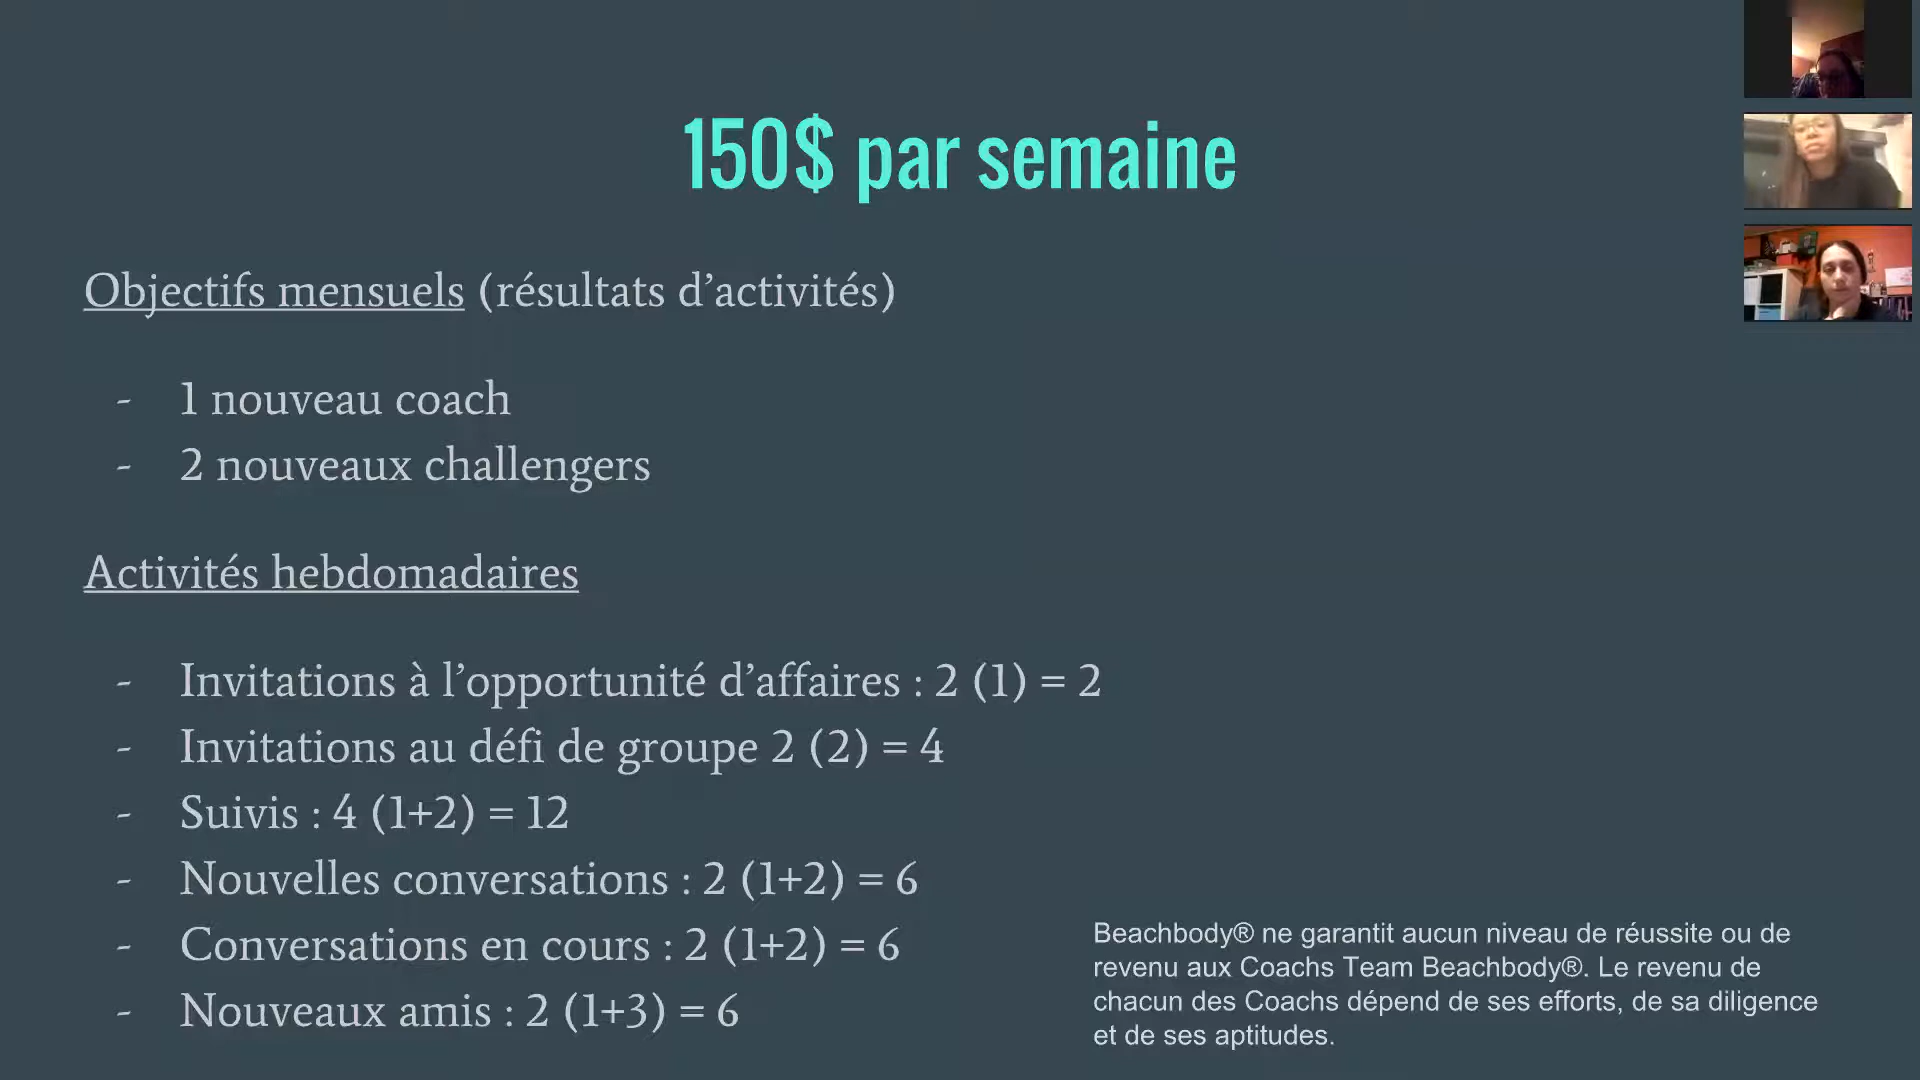 150$ par semaine
Objectifs mensuels (résultats d’activités)
- 1 nouveau coach
- 2 nouveaux challengers
Activités hebdomadaires
- Invitations à l’opportunité d’affaires : 2 (1) = 2
- Invitations au défi de groupe 2 (2) = 4
- Suivis : 4 (1+2) = 12
- Nouvelles conversations : 2 (1+2) = 6
- Conversations en cours : 2 (1+2) = 6
- Nouveaux amis : 2 (1+3) = 6
Beachbody® ne garantit aucun niveau de réussite ou de
revenu aux Coachs Team Beachbody®. Le revenu de
chacun des Coachs dépend de ses efforts, de sa diligence
et de ses aptitudes.